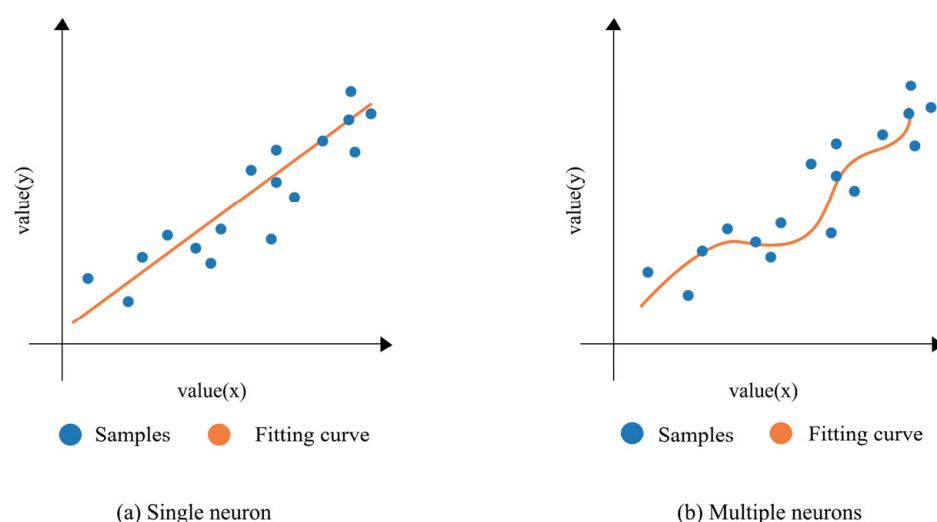 value(y)
value(x)
Samples Fitting curve
(a) Single neuron
value(y)
value(x)
Samples Fitting curve
(b) Multiple neurons